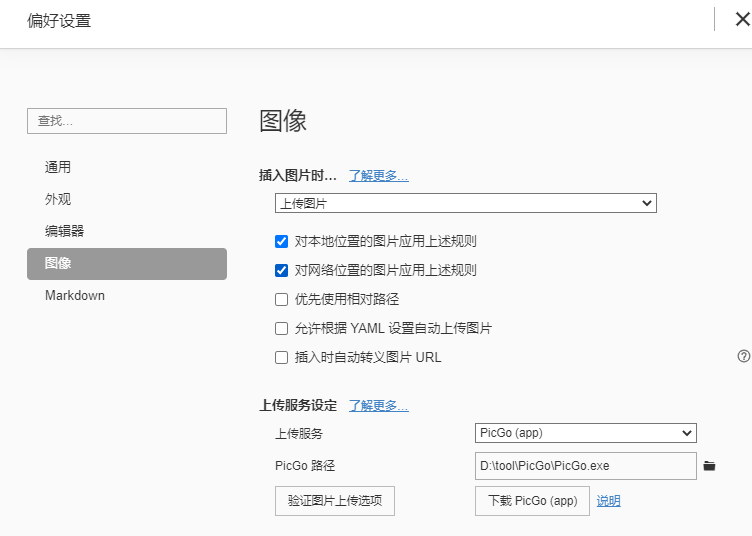 偏好设置
查找...
通用
外观
编辑器
图像
Markdown
图像
插入图片时... 了解更多...
上传图片
对本地位置的图片应用上述规则
对网络位置的图片应用上述规则
优先使用相对路径
允许根据 YAML 设置自动上传图片
插入时自动转义图片 URL
上传服务设定 了解更多...
上传服务 PicGo (app)
PicGo 路径 D:\tool\PicGo\PicGo.exe
验证图片上传选项 下载 PicGo (app) 说明